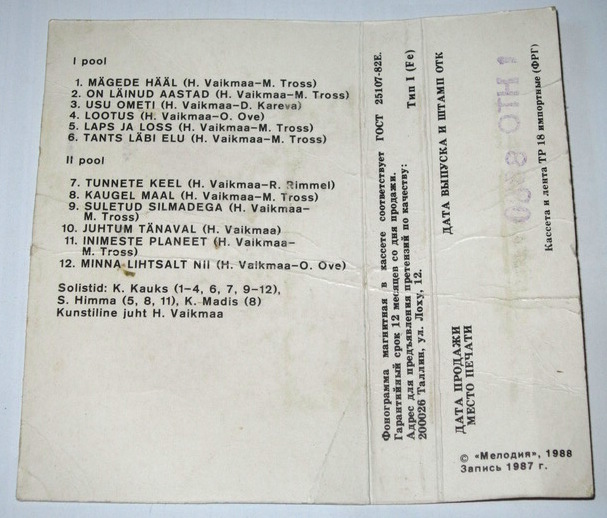 I pool
1. MÄGEDE HÄÄL (H. Vaikmaa–M. Tross)
2. ON LÄINUD AASTAD (H. Vaikmaa–M. Tross)
3. USU OMETI (H. Vaikmaa–D. Kareva)
4. LOOTUS (H. Vaikmaa–O. Ove)
5. LAPS JA LOSS (H. Vaikmaa–M. Tross)
6. TANTS LÄBI ELU (H. Vaikmaa–M. Tross)
II pool
7. TUNNETE KEEL (H. Vaikmaa–R. Rimmel)
8. KAUGEL MAAL (H. Vaikmaa–M. Tross)
9. SULETUD SILMADEGA (H. Vaikmaa–
M. Tross)
10. JUHTUM TÄNAVAL (H. Vaikmaa)
11. INIMESTE PLANEET (H. Vaikmaa–
M. Tross)
12. MINNA LIHTSALT NII (H. Vaikmaa–O. Ove)
Solistid: K. Kauks (1–4, 6, 7, 9–12),
S. Himma (5, 8, 11), K. Madis (8)
Kunstiline juht H. Vaikmaa
Фонограмма магнитная в кассете соответствует ГОСТ 25107-82Е.
Гарантийный срок 12 месяцев со дня продажи.
Адрес для предъявления претензий по качеству: Тип I (Fe)
200026 Таллин, ул. Лоху, 12.
ДАТА ВЫПУСКА И ШТАМП ОТК
ДАТА ПРОДАЖИ
МЕСТО ПЕЧАТИ
Кассета и лента ТР 18 импортные (ФРГ)
© «Мелодия», 1988
Запись 1987 г.